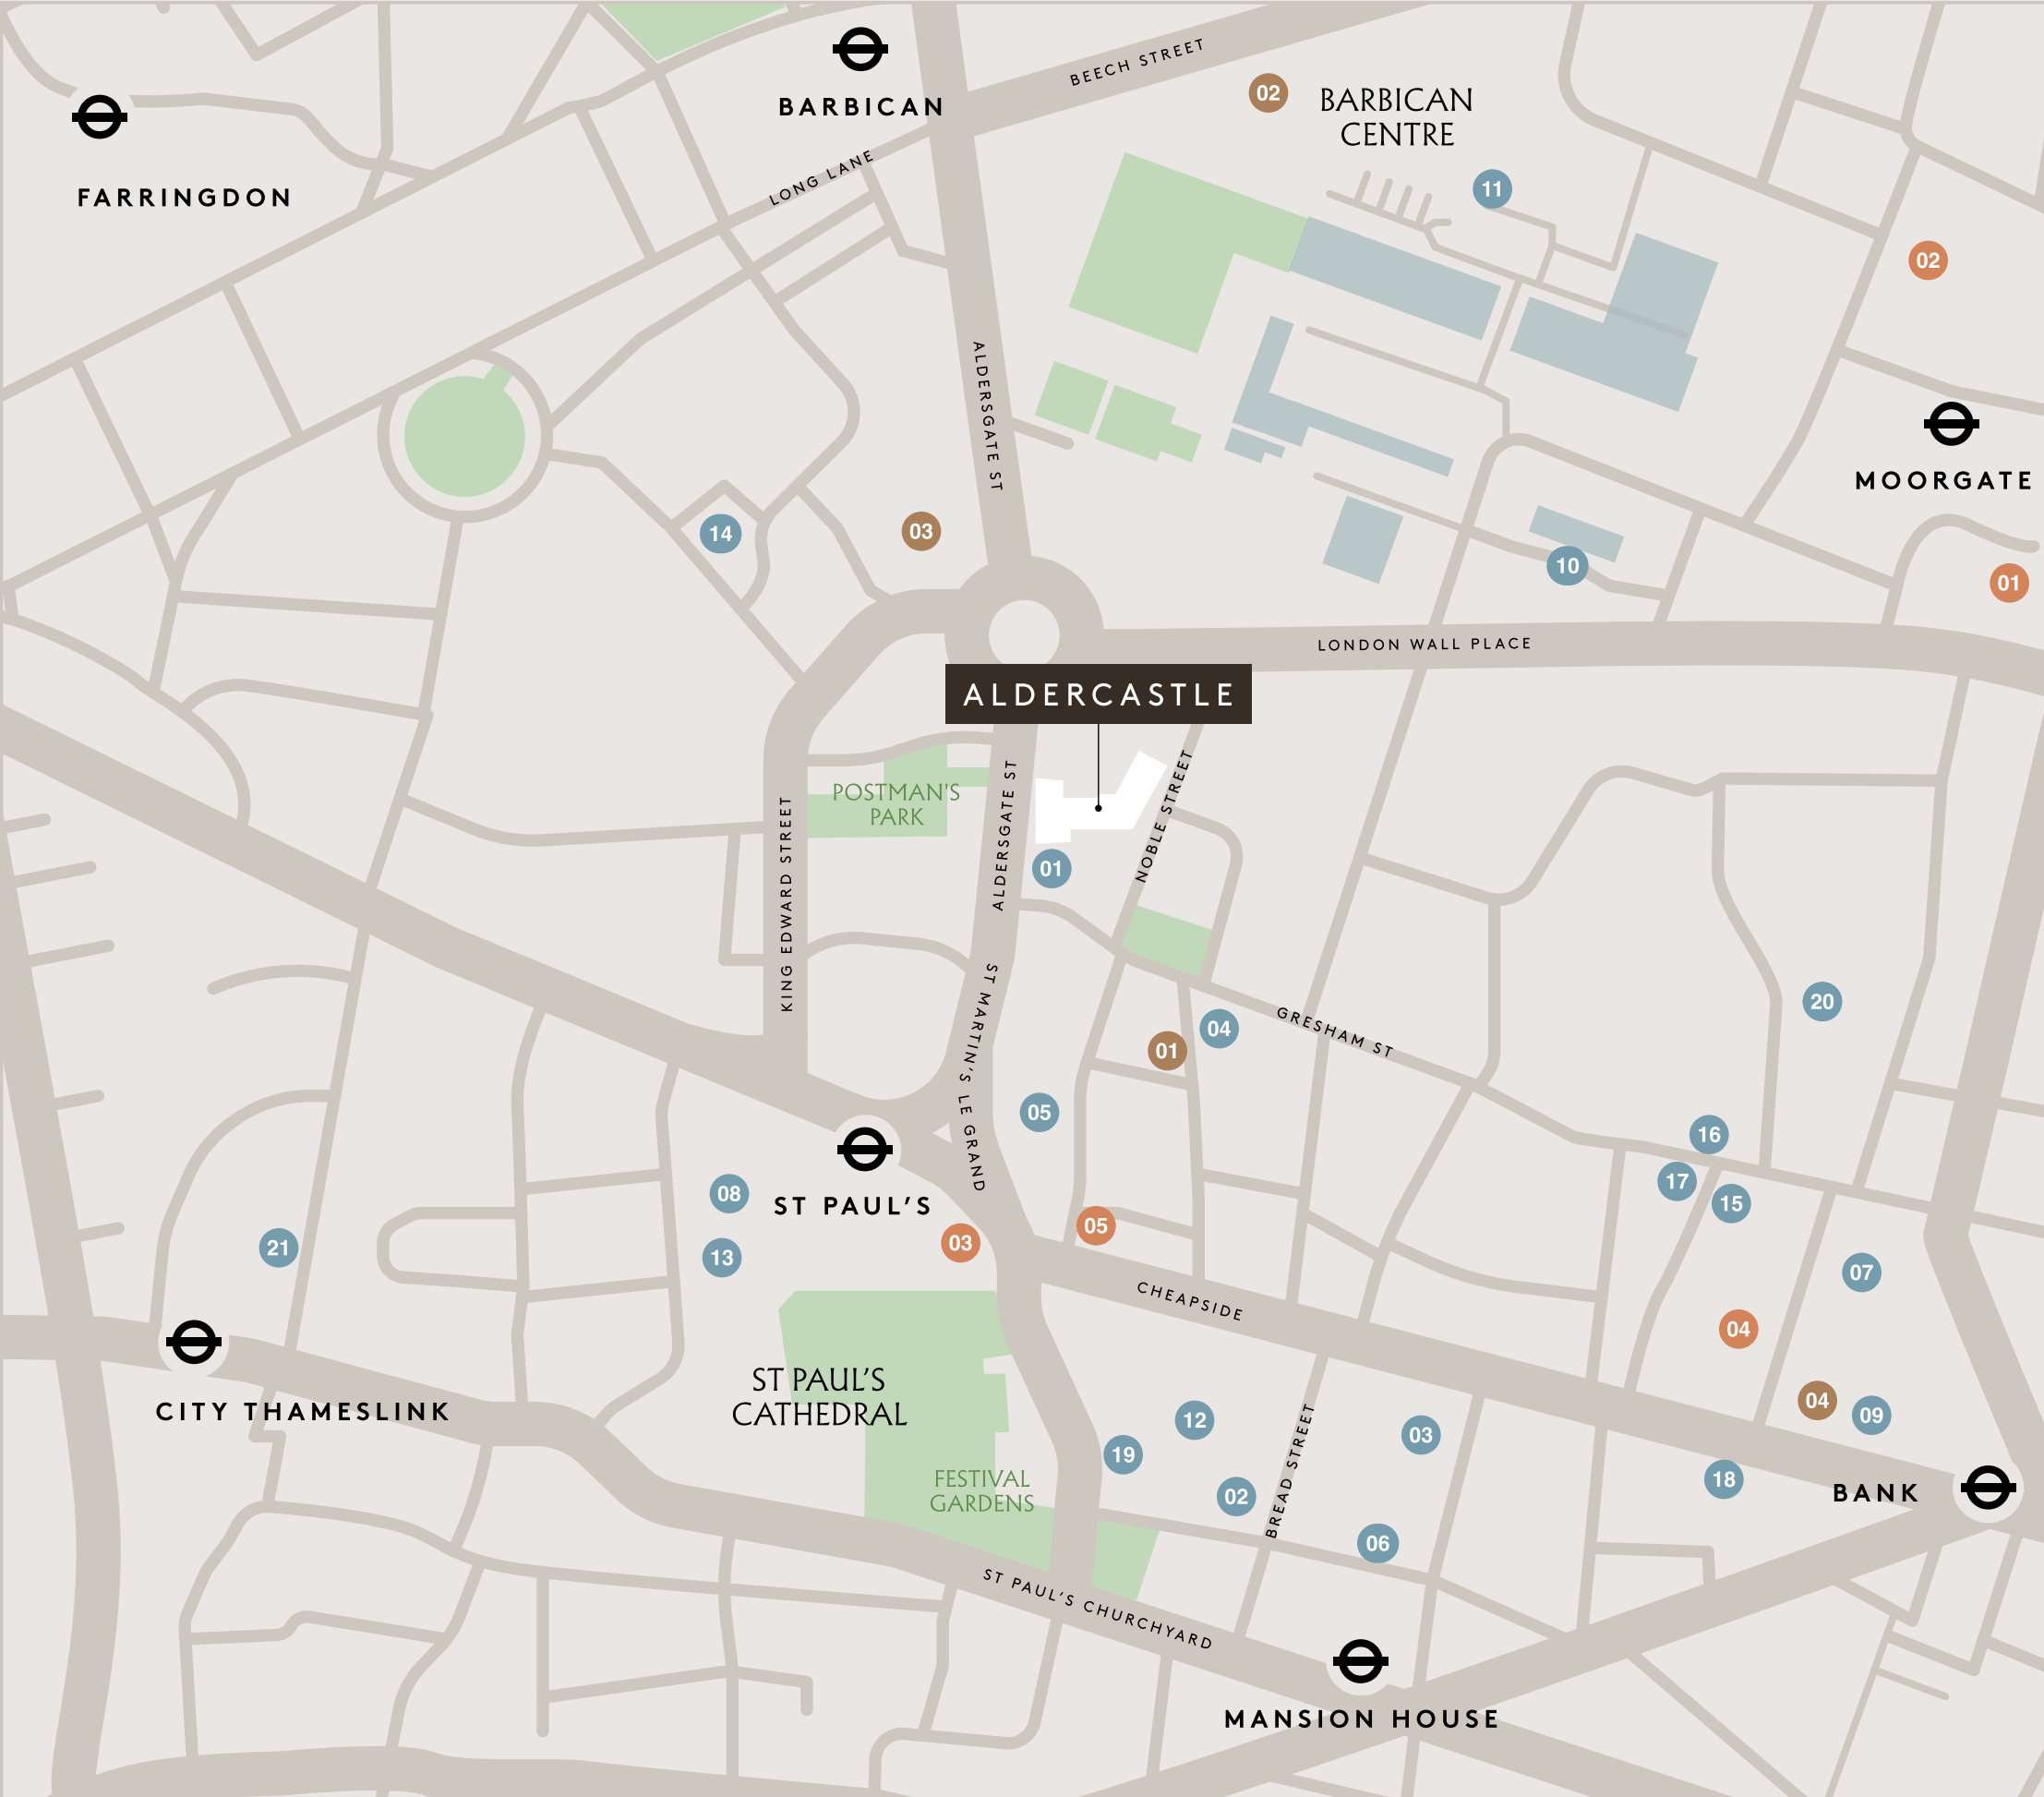 BEECH STREET
02
BARBICAN
CENTRE
BARBICAN
FARRINGDON
LONG LANE
11
02
ALDERSGATE ST
MOORGATE
14
03
10
01
LONDON WALL PLACE
ALDERCASTLE
POSTMAN'S
PARK
KING EDWARD STREET
ALDERSGATE ST
NOBLE STREET
01
ST MARTIN'S LE GRAND
20
04
GRESHAM ST
01
05
16
17
15
08
ST PAUL'S
05
03
21
13
07
CHEAPSIDE
04
CITY THAMESLINK
ST PAUL'S
CATHEDRAL
12
19
BREAD STREET
03
04
09
FESTIVAL
GARDENS
02
18
BANK
06
ST PAUL'S CHURCHYARD
MANSION HOUSE